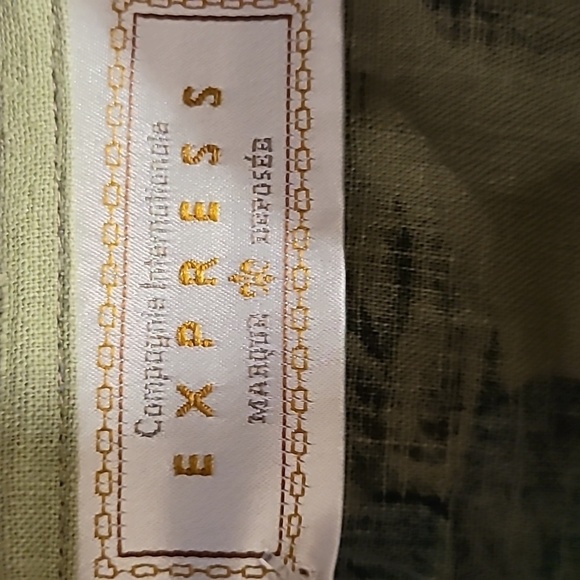 Compagnie Internationale
EXPRESS
MARQUE DEPOSÉE